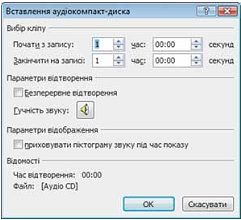 Вставлення аудіокомпакт-диска
Вибір кліпу
Почати з запису: 1 час: 00:00 секунд
Закінчити на записі: 1 час: 00:00 секунд
Параметри відтворення
Безперервне відтворення
Гучність звуку:
Параметри відображення
приховувати піктограму звуку під час показу
Відомості
Час відтворення: 00:00
Файл: [Аудіо CD]
ОК Скасувати